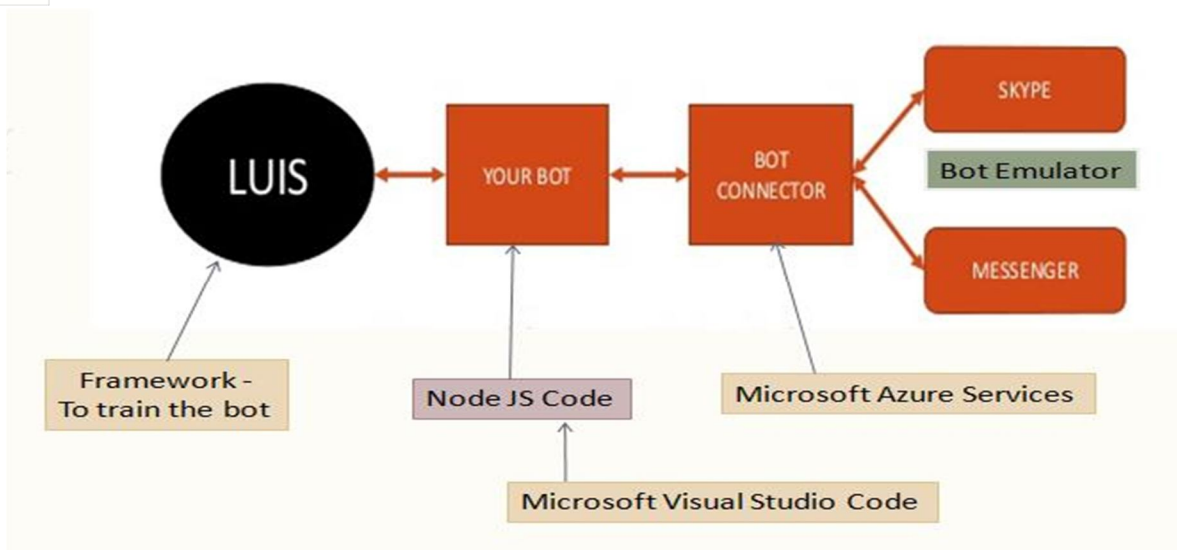 LUIS
YOUR BOT
BOT
CONNECTOR
SKYPE
Bot Emulator
MESSENGER
Framework -
To train the bot
Node JS Code
Microsoft Azure Services
Microsoft Visual Studio Code